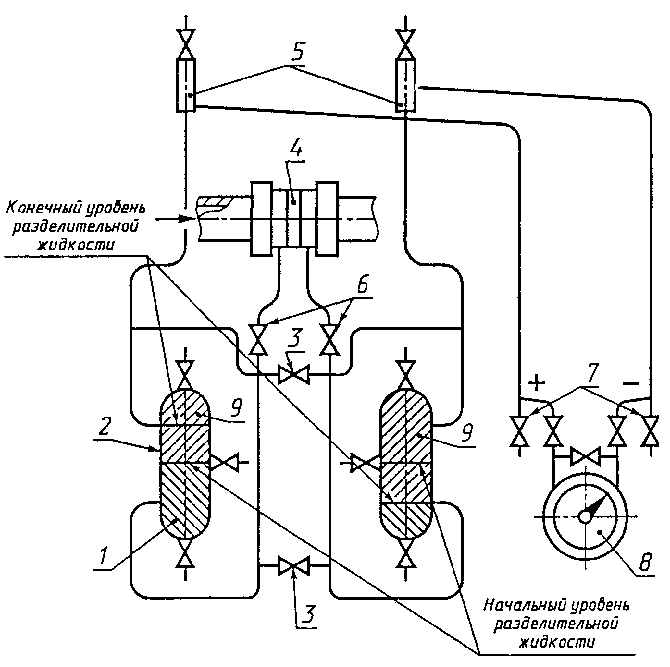 5
4
Конечный уровень
разделительной
жидкости
6
3
+
7
−
2
9
9
1
8
3
Начальный уровень
разделительной
жидкости